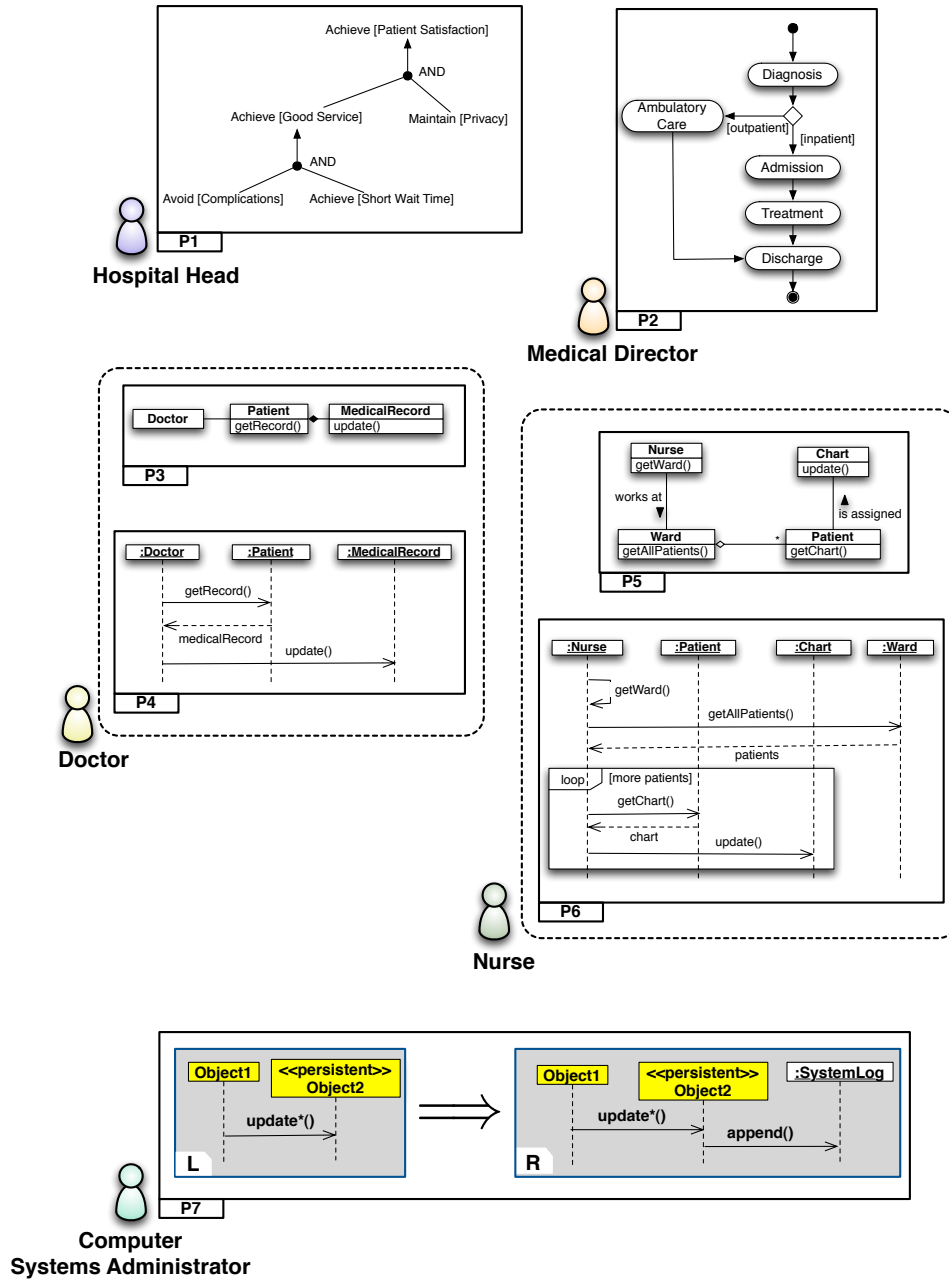 Achieve [Patient Satisfaction]
AND
Achieve [Good Service]
Maintain [Privacy]
AND
Avoid [Complications]
Achieve [Short Wait Time]
P1
Hospital Head
Diagnosis
Ambulatory
Care
[outpatient]
[inpatient]
Admission
Treatment
Discharge
P2
Medical Director
Doctor
Patient
getRecord()
MedicalRecord
update()
P3
:Doctor
:Patient
:MedicalRecord
getRecord()
medicalRecord
update()
P4
Doctor
Nurse
getWard()
Chart
update()
works at
is assigned
Ward
getAllPatients()
*
Patient
getChart()
P5
:Nurse
:Patient
:Chart
:Ward
getWard()
getAllPatients()
patients
loop
[more patients]
getChart()
chart
update()
P6
Nurse
Object1
<<persistent>>
Object2
update*()
L
Object1
<<persistent>>
Object2
:SystemLog
update*()
append()
R
P7
Computer
Systems Administrator